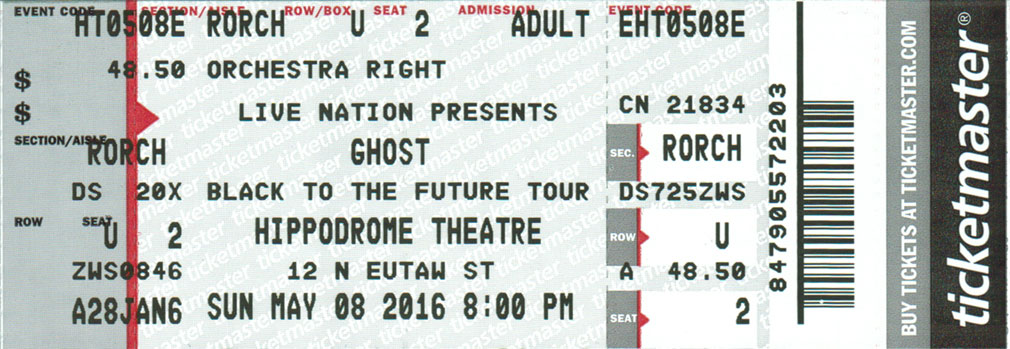 EVENT CODE SECTION/AISLE ROW/BOX SEAT ADMISSION EVENT CODE
HT0508E RORCH U 2 ADULT EHT0508E
$ 48.50 ORCHESTRA RIGHT
$ LIVE NATION PRESENTS CN 21834
SECTION/AISLE
RORCH GHOST SEC. RORCH
DS 20X BLACK TO THE FUTURE TOUR DS725ZWS
ROW SEAT
U 2 HIPPODROME THEATRE ROW U
ZWS0846 12 N EUTAW ST A 48.50
A28JAN6 SUN MAY 08 2016 8:00 PM SEAT 2
847905572203
BUY TICKETS AT TICKETMASTER.COM
ticketmaster®